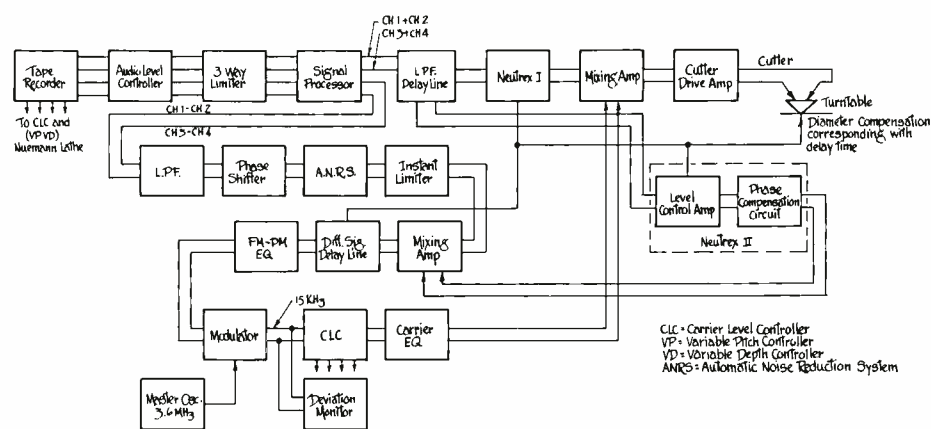 CH 1+CH 2
CH 3+CH 4
Tape
Recorder
Audio Level
Controller
3 Way
Limiter
Signal
Processor
L.P.F.
Delay Line
Neutrex I
Mixing Amp
Cutter
Drive Amp
Cutter
Turntable
Diameter Compensation
corresponding with
delay time
To CLC and
(VP VD)
Nuemann Lathe
CH 1-CH 2
CH 3-CH 4
L.P.F.
Phase
Shifter
A.N.R.S.
Instant
Limiter
Level
Control Amp
Phase
Compensation
Circuit
Neutrex II
FM-PM
EQ
Diff. Sig.
Delay Line
Mixing
Amp
15 KHz
Modulator
CLC
Carrier
EQ
Master Osc.
3.6 MHz
Deviation
Monitor
CLC = Carrier Level Controller
VP = Variable Pitch Controller
VD = Variable Depth Controller
ANRS = Automatic Noise Reduction System